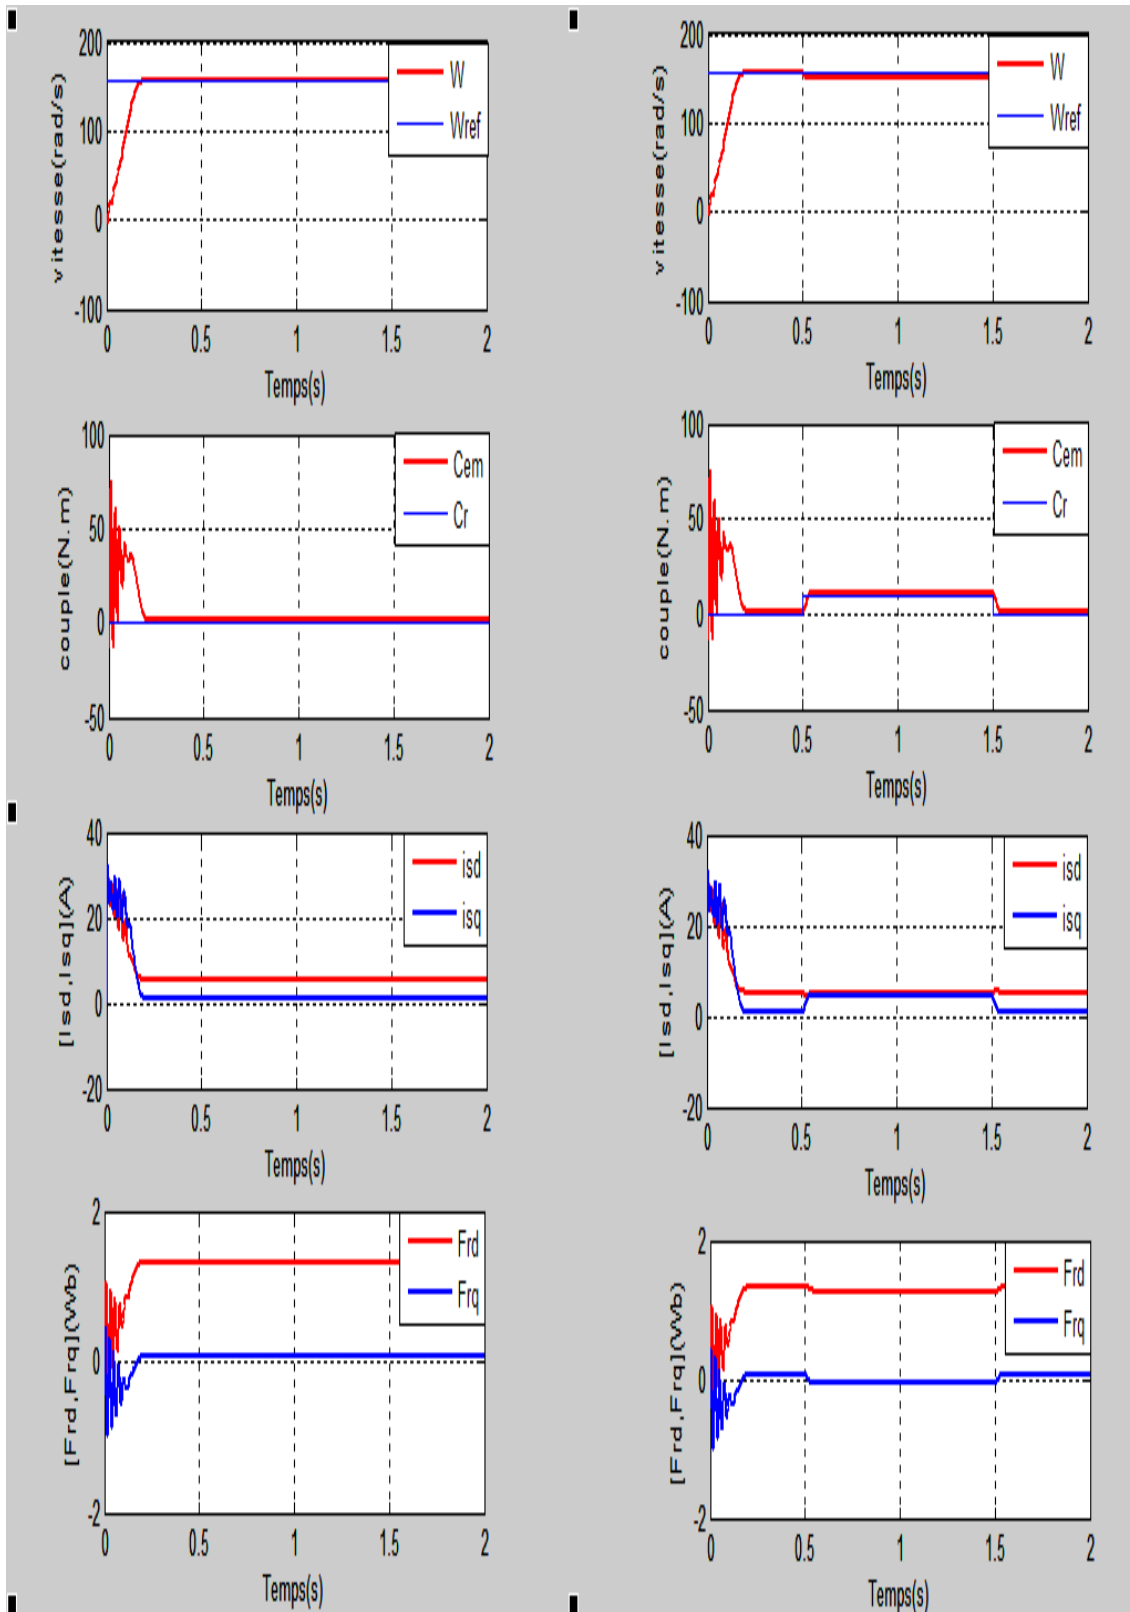 200
100
0
-100
vitesse(rad/s)
W
Wref
0
0.5
1
1.5
2
Temps(s)
200
100
0
-100
vitesse(rad/s)
W
Wref
0
0.5
1
1.5
2
Temps(s)
100
50
0
-50
couple(N.m)
Cem
Cr
0
0.5
1
1.5
2
Temps(s)
100
50
0
-50
couple(N.m)
Cem
Cr
0
0.5
1
1.5
2
Temps(s)
40
20
0
-20
[Isd,Isq](A)
isd
isq
0
0.5
1
1.5
2
Temps(s)
40
20
0
-20
[Isd,Isq](A)
isd
isq
0
0.5
1
1.5
2
Temps(s)
2
0
-2
[Frd,Frq](Wb)
Frd
Frq
0
0.5
1
1.5
2
Temps(s)
2
0
-2
[Frd,Frq](Wb)
Frd
Frq
0
0.5
1
1.5
2
Temps(s)